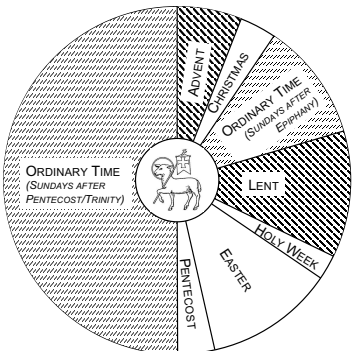 ADVENT
CHRISTMAS
ORDINARY TIME
(SUNDAYS AFTER
EPIPHANY)
LENT
HOLY WEEK
EASTER
PENTECOST
ORDINARY TIME
(SUNDAYS AFTER
PENTECOST/TRINITY)